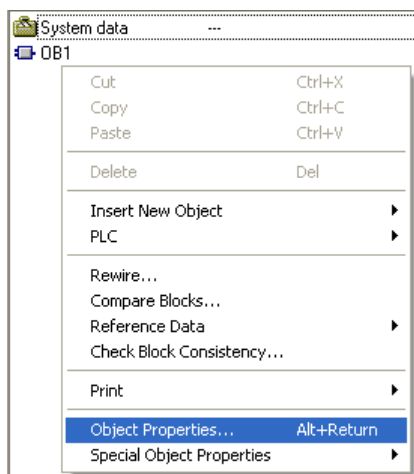 System data ---
OB1
Cut Ctrl+X
Copy Ctrl+C
Paste Ctrl+V
Delete Del
Insert New Object
PLC
Rewire...
Compare Blocks...
Reference Data
Check Block Consistency...
Print
Object Properties... Alt+Return
Special Object Properties